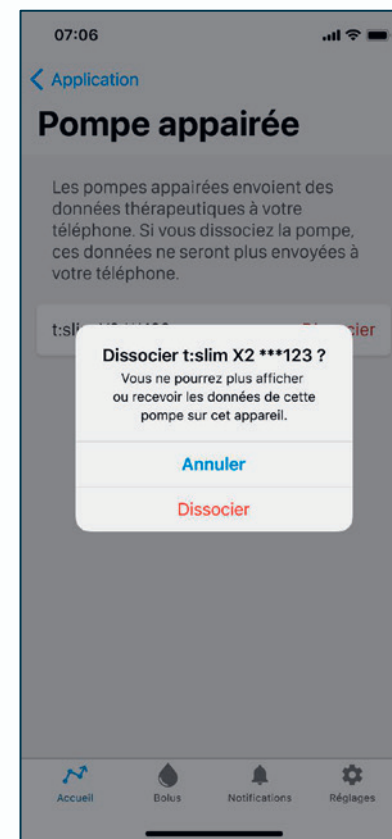 07:06
Application
Pompe appairée
Les pompes appairées envoient des
données thérapeutiques à votre
téléphone. Si vous dissociez la pompe,
ces données ne seront plus envoyées à
votre téléphone.
Dissocier t:slim X2 ***123 ?
Vous ne pourrez plus afficher
ou recevoir les données de cette
pompe sur cet appareil.
Annuler
Dissocier
Accueil Bolus Notifications Réglages